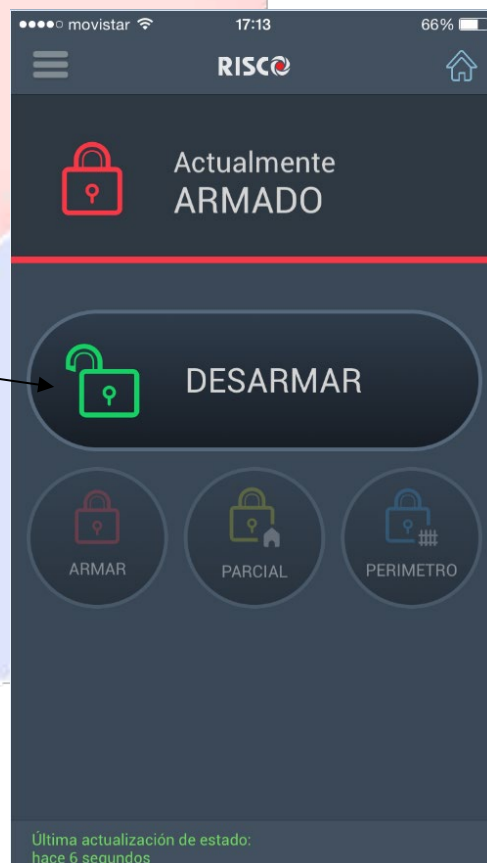 movistar 17:13 66%
RISCO
Actualmente
ARMADO
DESARMAR
ARMAR PARCIAL PERIMETRO
Última actualización de estado:
hace 6 segundos